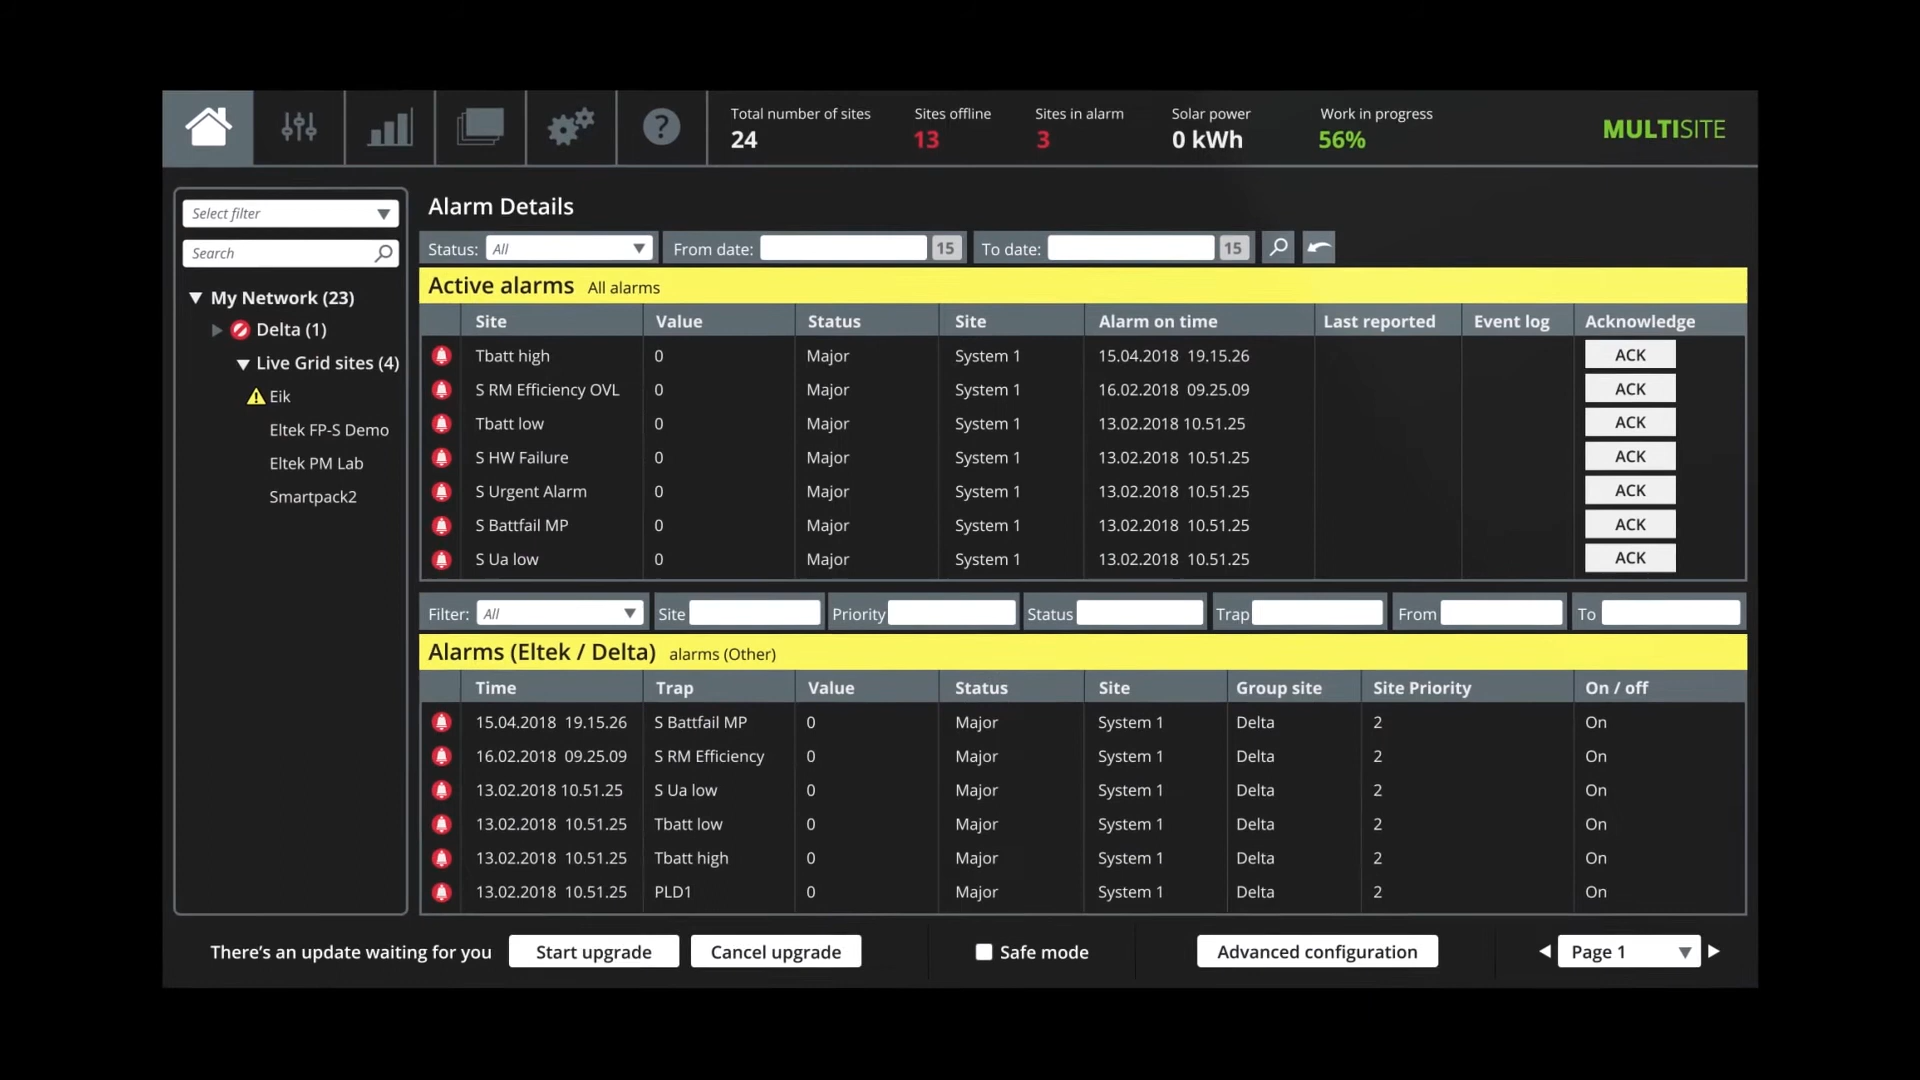 Total number of sites Sites offline Sites in alarm Solar power Work in progress
24 13 3 0 kWh 56%
MULTISITE
?
Select filter
Search
My Network (23)
Delta (1)
Live Grid sites (4)
Eik
Eltek FP-S Demo
Eltek PM Lab
Smartpack2
Alarm Details
Status: All From date: 15 To date: 15
Active alarms All alarms
Site Value Status Site Alarm on time Last reported Event log Acknowledge
Tbatt high 0 Major System 1 15.04.2018 19.15.26 ACK
S RM Efficiency OVL 0 Major System 1 16.02.2018 09.25.09 ACK
Tbatt low 0 Major System 1 13.02.2018 10.51.25 ACK
S HW Failure 0 Major System 1 13.02.2018 10.51.25 ACK
S Urgent Alarm 0 Major System 1 13.02.2018 10.51.25 ACK
S Battfail MP 0 Major System 1 13.02.2018 10.51.25 ACK
S Ua low 0 Major System 1 13.02.2018 10.51.25 ACK
Filter: All Site Priority Status Trap From To
Alarms (Eltek / Delta) alarms (Other)
Time Trap Value Status Site Group site Site Priority On / off
15.04.2018 19.15.26 S Battfail MP 0 Major System 1 Delta 2 On
16.02.2018 09.25.09 S RM Efficiency 0 Major System 1 Delta 2 On
13.02.2018 10.51.25 S Ua low 0 Major System 1 Delta 2 On
13.02.2018 10.51.25 Tbatt low 0 Major System 1 Delta 2 On
13.02.2018 10.51.25 Tbatt high 0 Major System 1 Delta 2 On
13.02.2018 10.51.25 PLD1 0 Major System 1 Delta 2 On
There's an update waiting for you Start upgrade Cancel upgrade Safe mode Advanced configuration Page 1